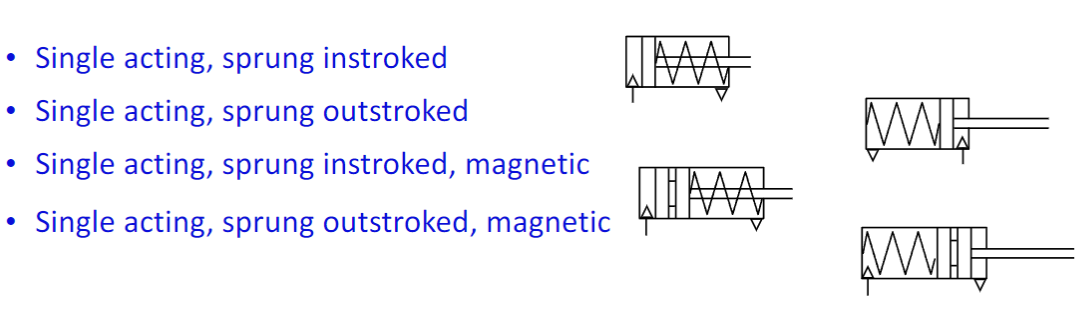 • Single acting, sprung instroked
• Single acting, sprung outstroked
• Single acting, sprung instroked, magnetic
• Single acting, sprung outstroked, magnetic